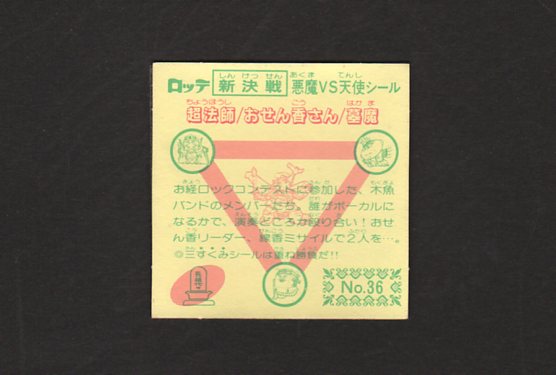 ロッテ 新決戦 悪魔VS天使シール
超法師/おせん香さん/墓魔
お経ロックコンテストに参加した、木魚
バンドのメンバーたち。誰がボーカルに
なるかで、演奏どころか殴り合い!おせ
ん香リーダー、線香ミサイルで2人を…。
◎三すくみシールは重ね勝負だ!!
No.36